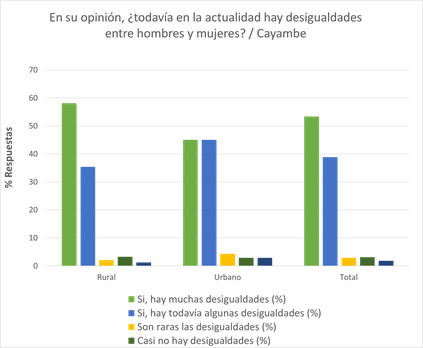 En su opinión, ¿todavía en la actualidad hay desigualdades
entre hombres y mujeres? / Cayambe
70
60
50
40
30
20
10
0
% Respuestas
Rural
Urbano
Total
Si, hay muchas desigualdades (%)
Si, hay todavía algunas desigualdades (%)
Son raras las desigualdades (%)
Casi no hay desigualdades (%)